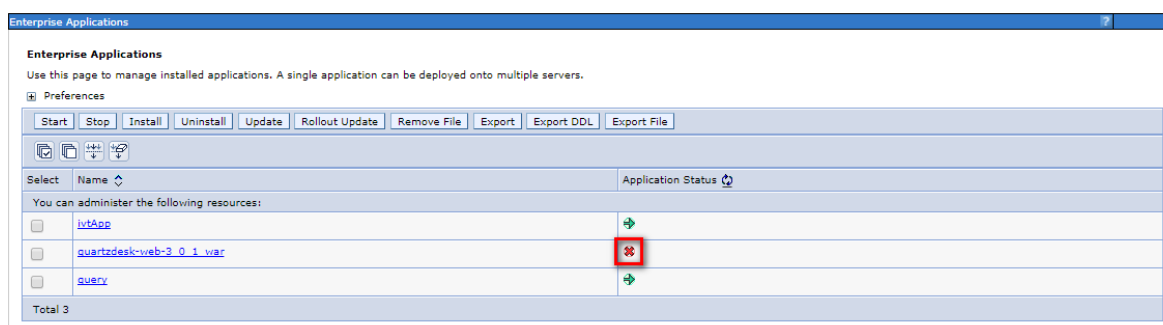 Enterprise Applications ?
Enterprise Applications
Use this page to manage installed applications. A single application can be deployed onto multiple servers.
Preferences
Start Stop Install Uninstall Update Rollout Update Remove File Export Export DDL Export File
Select Name Application Status
You can administer the following resources:
ivtApp
quartzdesk-web-3_0_1_war
query
Total 3